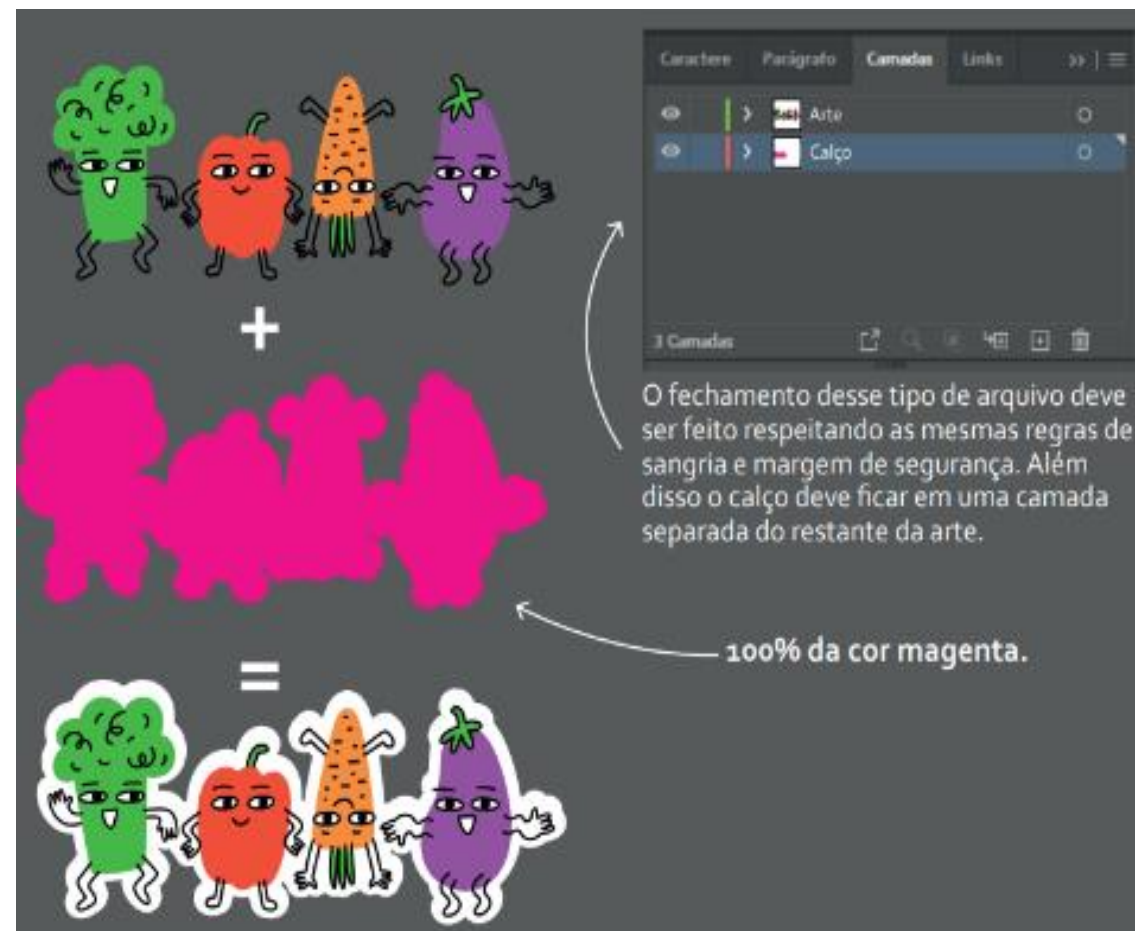 Caractere Parágrafo Camadas Links
Arte
Calço
3 Camadas
+
O fechamento desse tipo de arquivo deve
ser feito respeitando as mesmas regras de
sangria e margem de segurança. Além
disso o calço deve ficar em uma camada
separada do restante da arte.
100% da cor magenta.
=